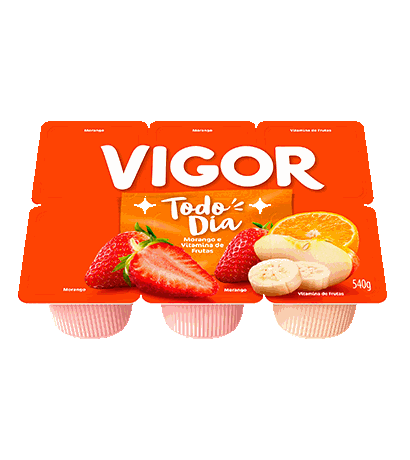 Morango Morango Vitamina de Frutas
VIGOR
Todo
Dia
Morango e
Vitamina de
Frutas
540g
Morango Morango Vitamina de Frutas